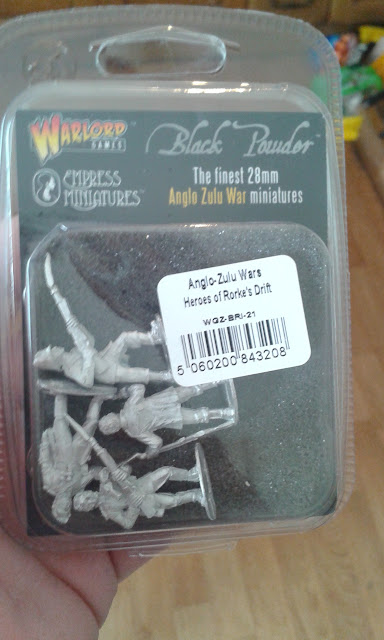 WARLORD
GAMES
Black Powder
EMPRESS
MINIATURES™
The finest 28mm
Anglo Zulu War miniatures
Anglo-Zulu Wars
Heroes of Rorke's Drift
WGZ-BRI-21
5 060200 843208